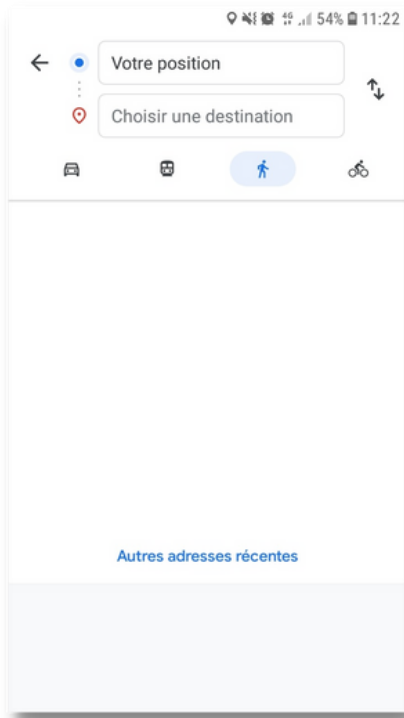 54% 11:22
Votre position
Choisir une destination
Autres adresses récentes